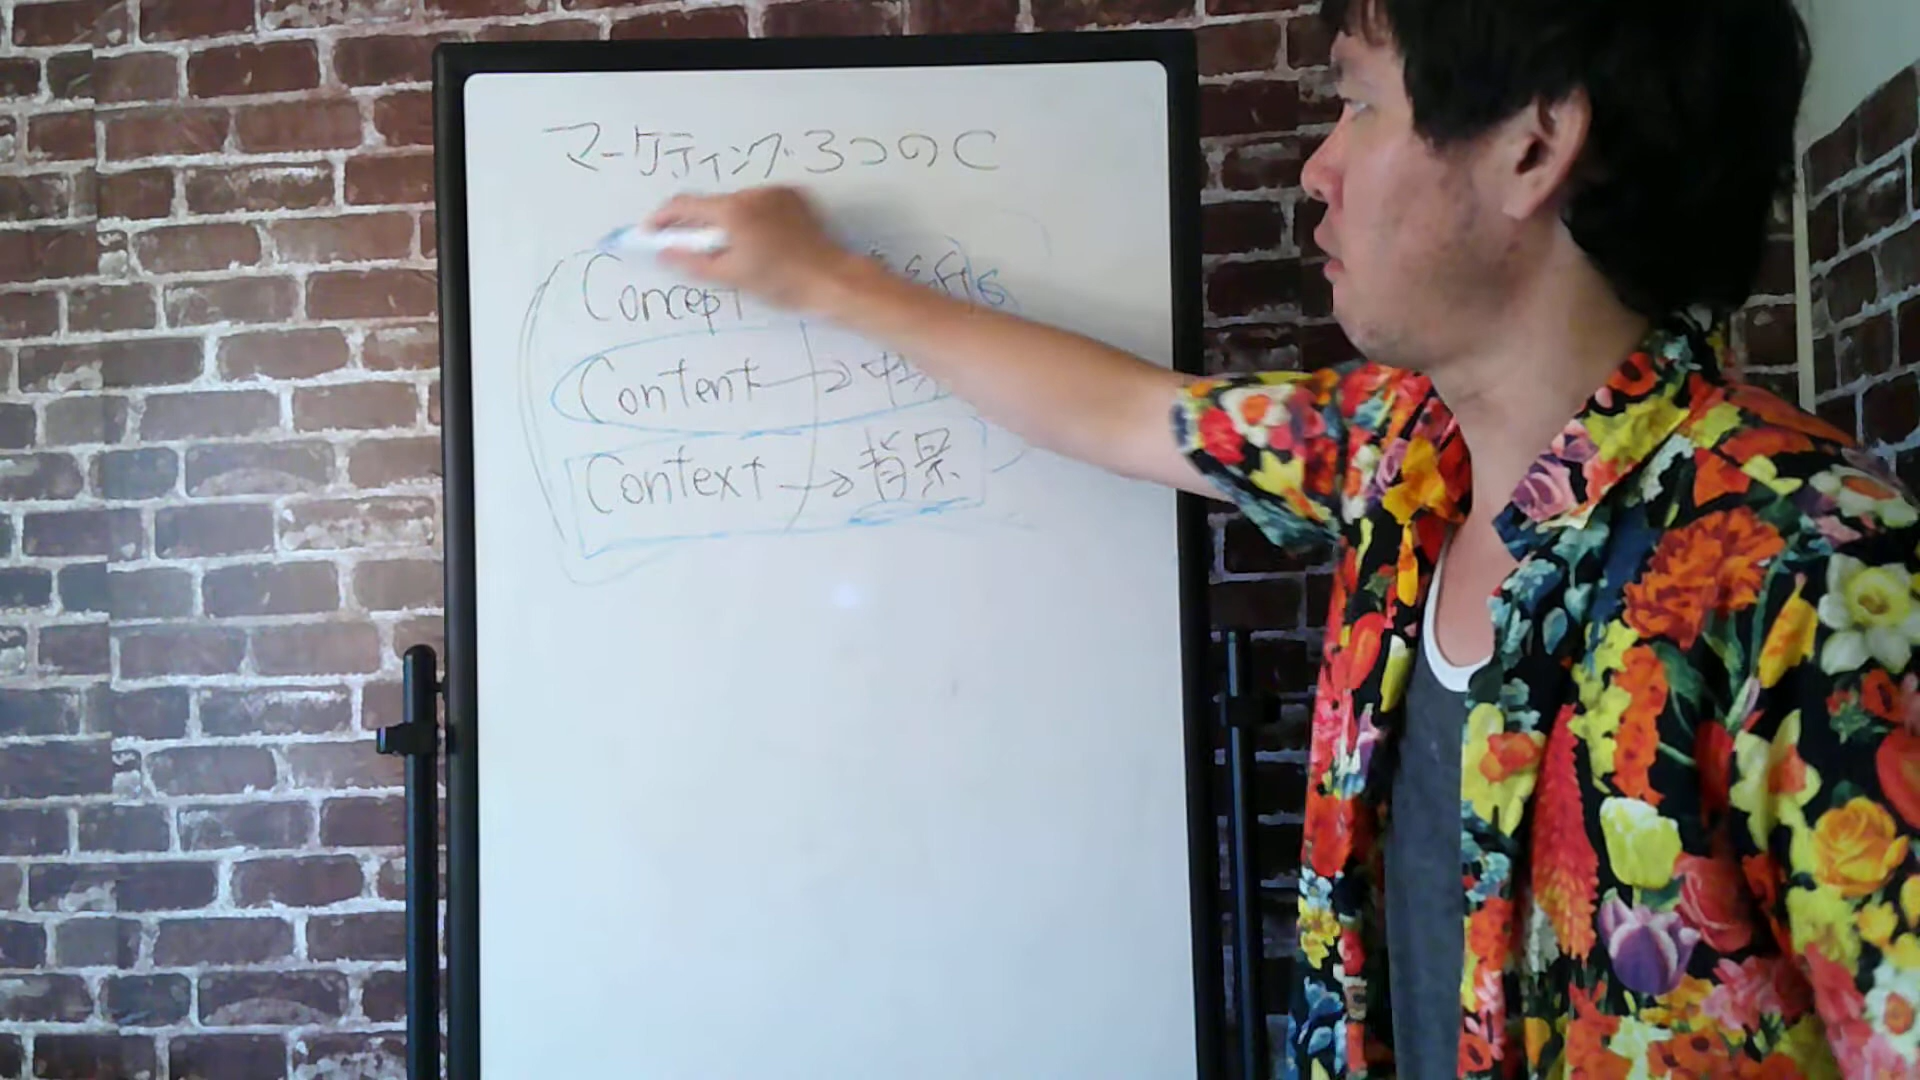 マーケティング3つのC
Concept
Content → 中身
Context → 背景